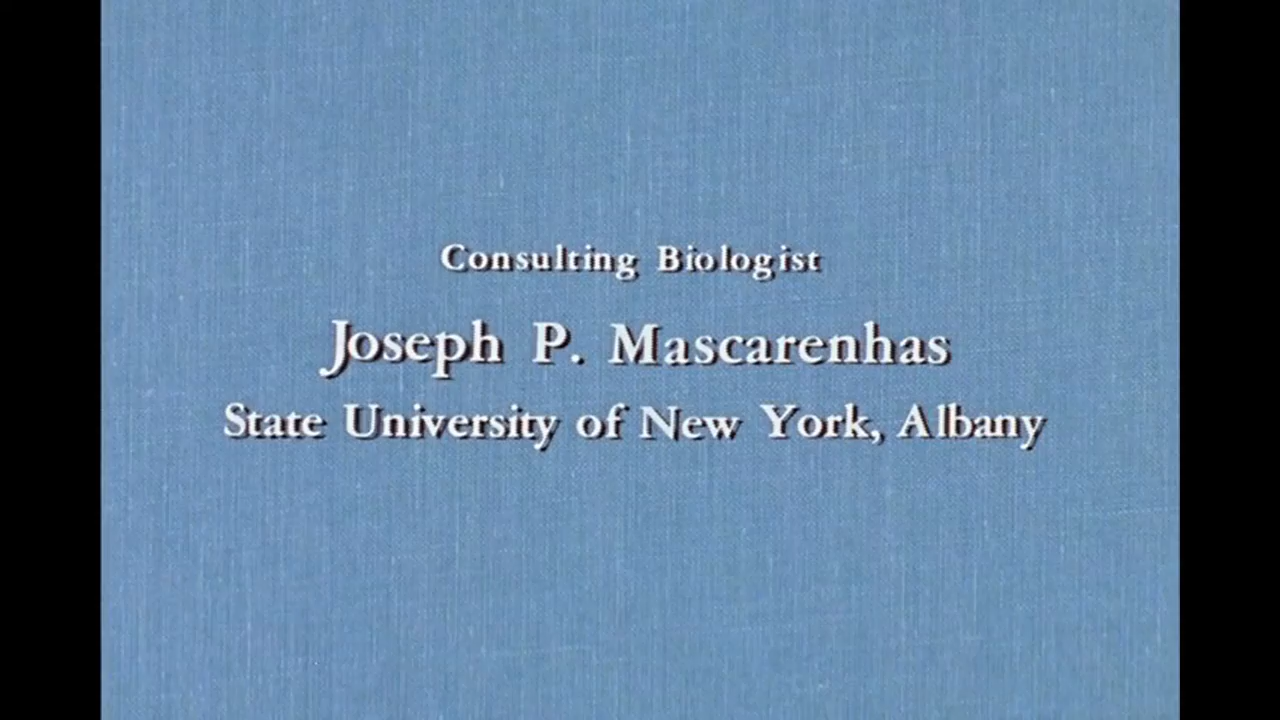 Consulting Biologist
Joseph P. Mascarenhas
State University of New York, Albany